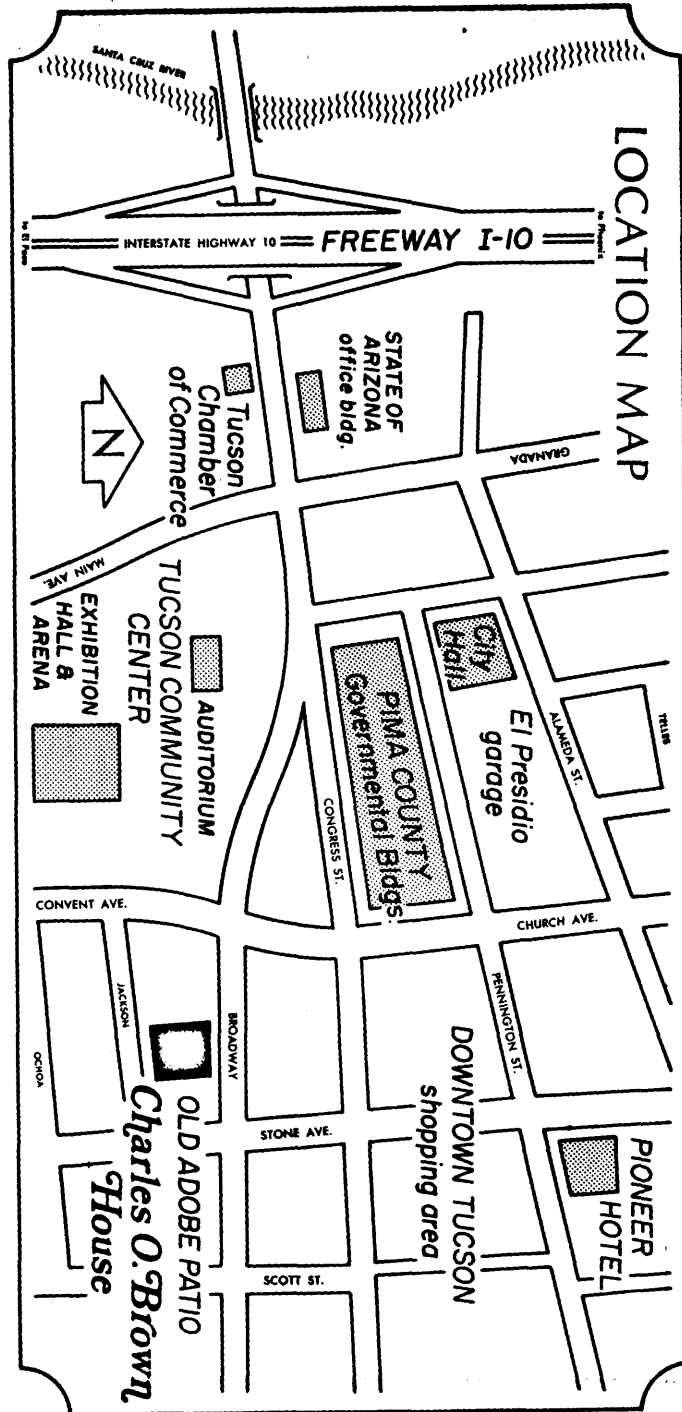 LOCATION MAP
SANTA CRUZ RIVER
to Phoenix
FREEWAY I-10
INTERSTATE HIGHWAY 10
to El Paso
STATE OF
ARIZONA
office bldg.
Tucson
Chamber
of Commerce
N
GRANADA
MAIN AVE.
TELLES
ALAMEDA ST.
City
Hall
El Presidio
garage
PIMA COUNTY
Governmental Bldgs.
CONGRESS ST.
TUCSON COMMUNITY
CENTER
AUDITORIUM
EXHIBITION
HALL &
ARENA
CHURCH AVE.
CONVENT AVE.
PENNINGTON ST.
BROADWAY
JACKSON
OCHOA
DOWNTOWN TUCSON
shopping area
PIONEER
HOTEL
STONE AVE.
OLD ADOBE PATIO
Charles O. Brown
House
SCOTT ST.